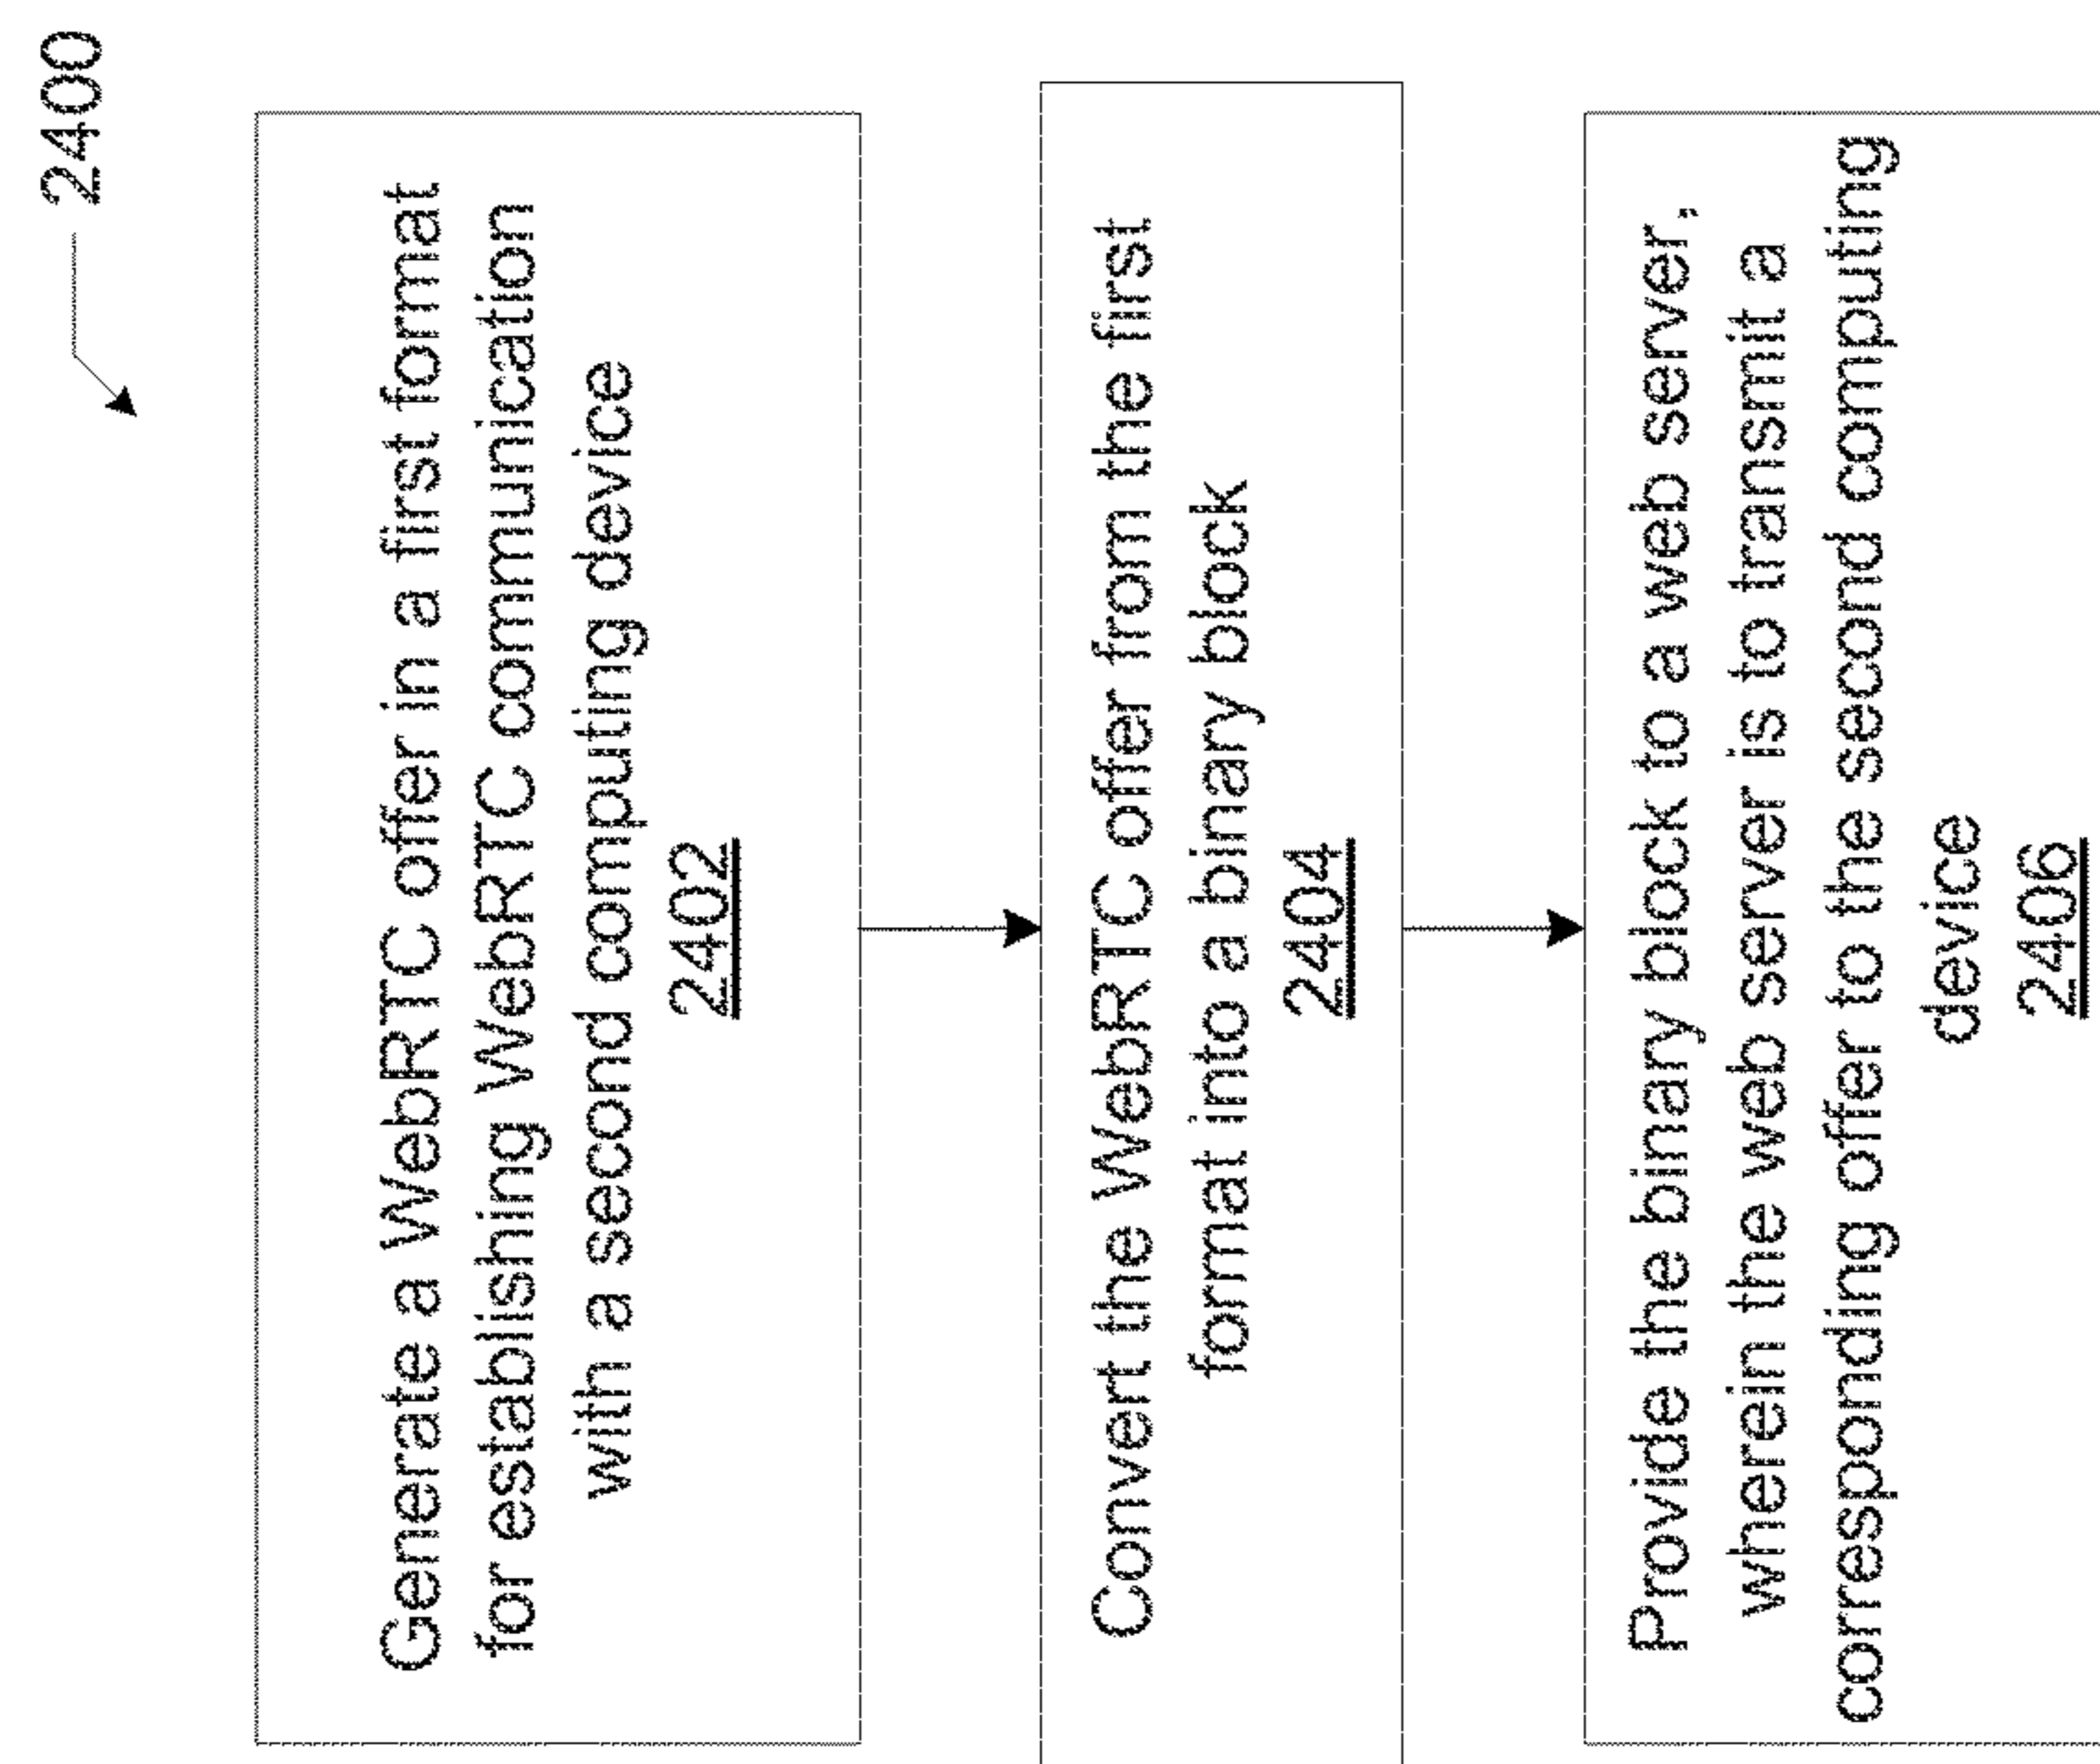 2400
Generate a WebRTC offer in a first format
for establishing WebRTC communication
with a second computing device
2402
Convert the WebRTC offer from the first
format into a binary block
2404
Provide the binary block to a web server,
wherein the web server is to transmit a
corresponding offer to the second computing
device
2406